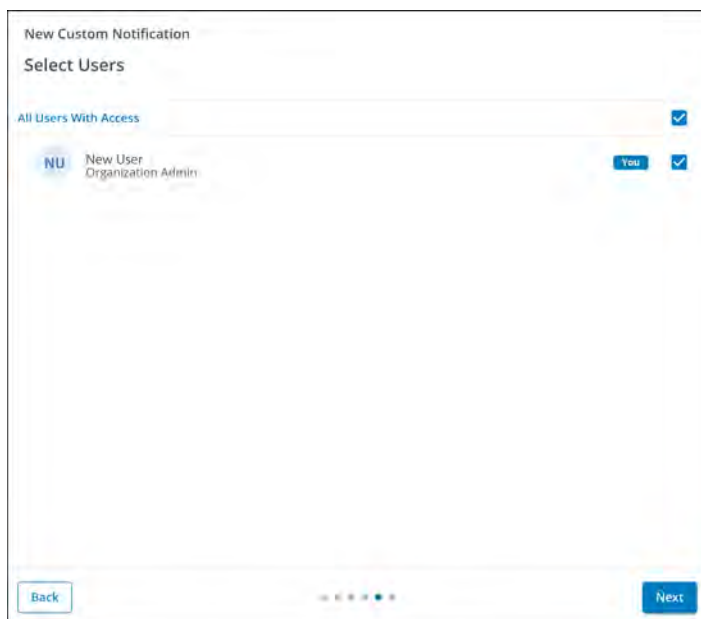 New Custom Notification
Select Users
All Users With Access
NU
New User
Organization Admin
You
Back
Next